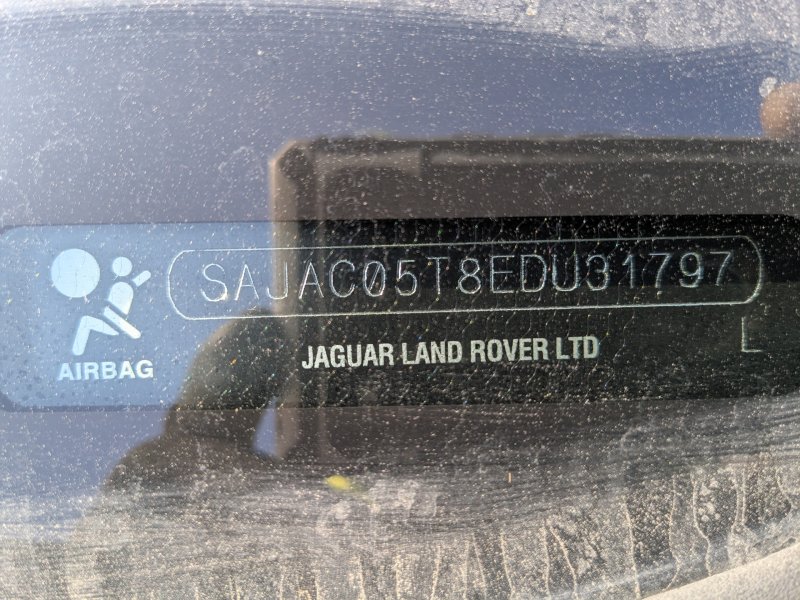 SAJAC05T8EDU31797
AIRBAG
JAGUAR LAND ROVER LTD
L